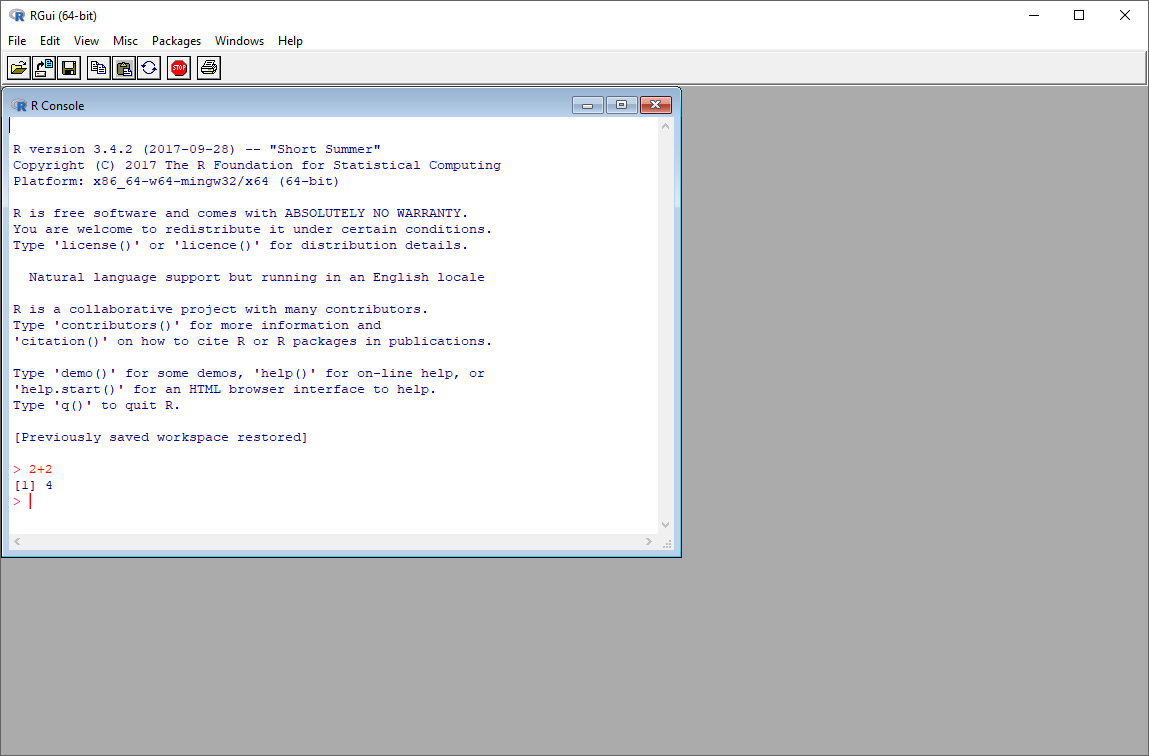 RGui (64-bit)
File Edit View Misc Packages Windows Help
STOP
R Console
R version 3.4.2 (2017-09-28) -- "Short Summer"
Copyright (C) 2017 The R Foundation for Statistical Computing
Platform: x86_64-w64-mingw32/x64 (64-bit)
R is free software and comes with ABSOLUTELY NO WARRANTY.
You are welcome to redistribute it under certain conditions.
Type 'license()' or 'licence()' for distribution details.
  Natural language support but running in an English locale
R is a collaborative project with many contributors.
Type 'contributors()' for more information and
'citation()' on how to cite R or R packages in publications.
Type 'demo()' for some demos, 'help()' for on-line help, or
'help.start()' for an HTML browser interface to help.
Type 'q()' to quit R.
[Previously saved workspace restored]
> 2+2
[1] 4
>